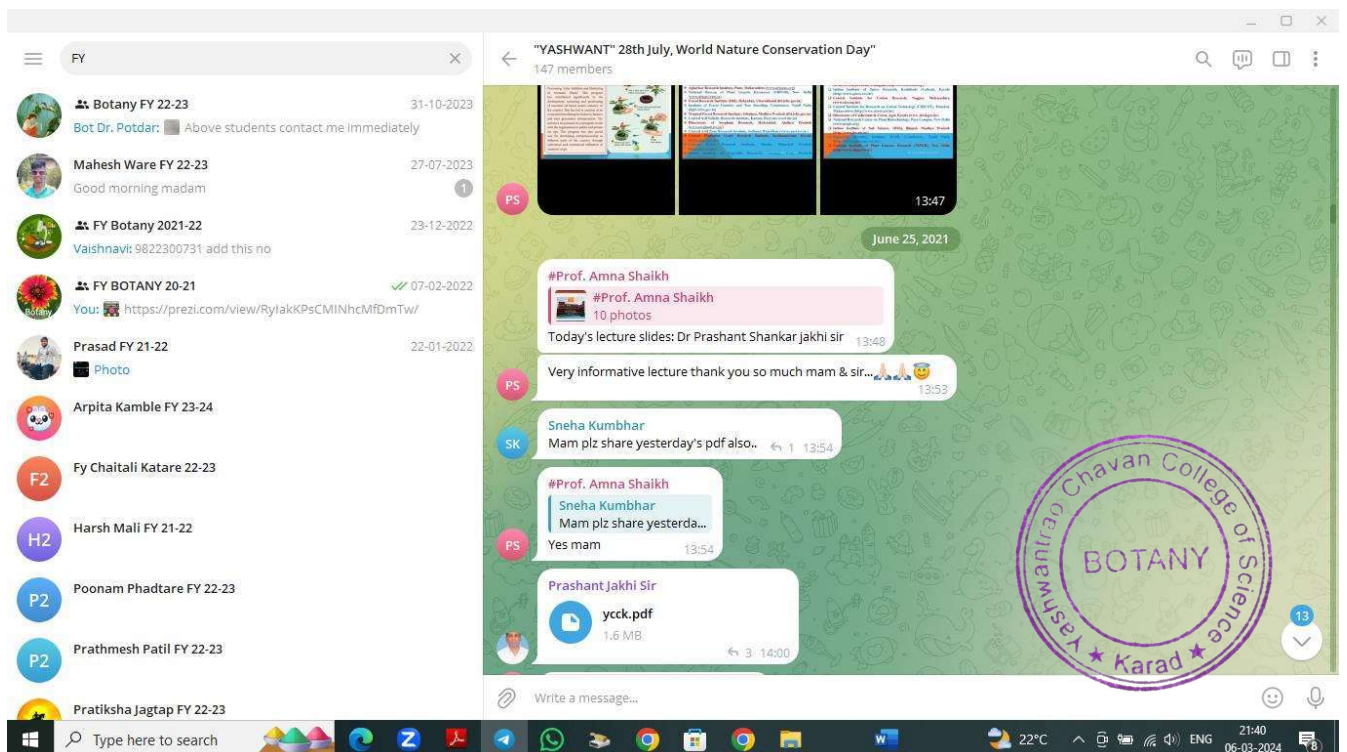 FY
Botany FY 22-23
31-10-2023
Bot Dr. Potdar: Above students contact me immediately
Mahesh Ware FY 22-23
27-07-2023
Good morning madam
1
FY Botany 2021-22
23-12-2022
Vaishnavi: 9822300731 add this no
FY BOTANY 20-21
07-02-2022
Botany
You: https://prezi.com/view/RyIakKPsCMINhcMfDmTw/
Prasad FY 21-22
22-01-2022
Photo
Arpita Kamble FY 23-24
F2
Fy Chaitali Katare 22-23
H2
Harsh Mali FY 21-22
P2
Poonam Phadtare FY 22-23
P2
Prathmesh Patil FY 22-23
Pratiksha Jagtap FY 22-23
"YASHWANT" 28th July, World Nature Conservation Day"
147 members
PS
13:47
June 25, 2021
#Prof. Amna Shaikh
#Prof. Amna Shaikh
10 photos
Today's lecture slides: Dr Prashant Shankar jakhi sir 13:48
PS
Very informative lecture thank you so much mam & sir...🙏🏻🙏🏻😇
13:53
Sneha Kumbhar
SK
Mam plz share yesterday's pdf also.. 1 13:54
#Prof. Amna Shaikh
Sneha Kumbhar
Mam plz share yesterda...
PS
Yes mam 13:54
Prashant Jakhi Sir
ycck.pdf
1.6 MB
3 14:00
13
Write a message...
Yashwantrao Chavan College of Science
BOTANY
★ Karad ★
Type here to search
22°C
ENG
21:40
06-03-2024
8